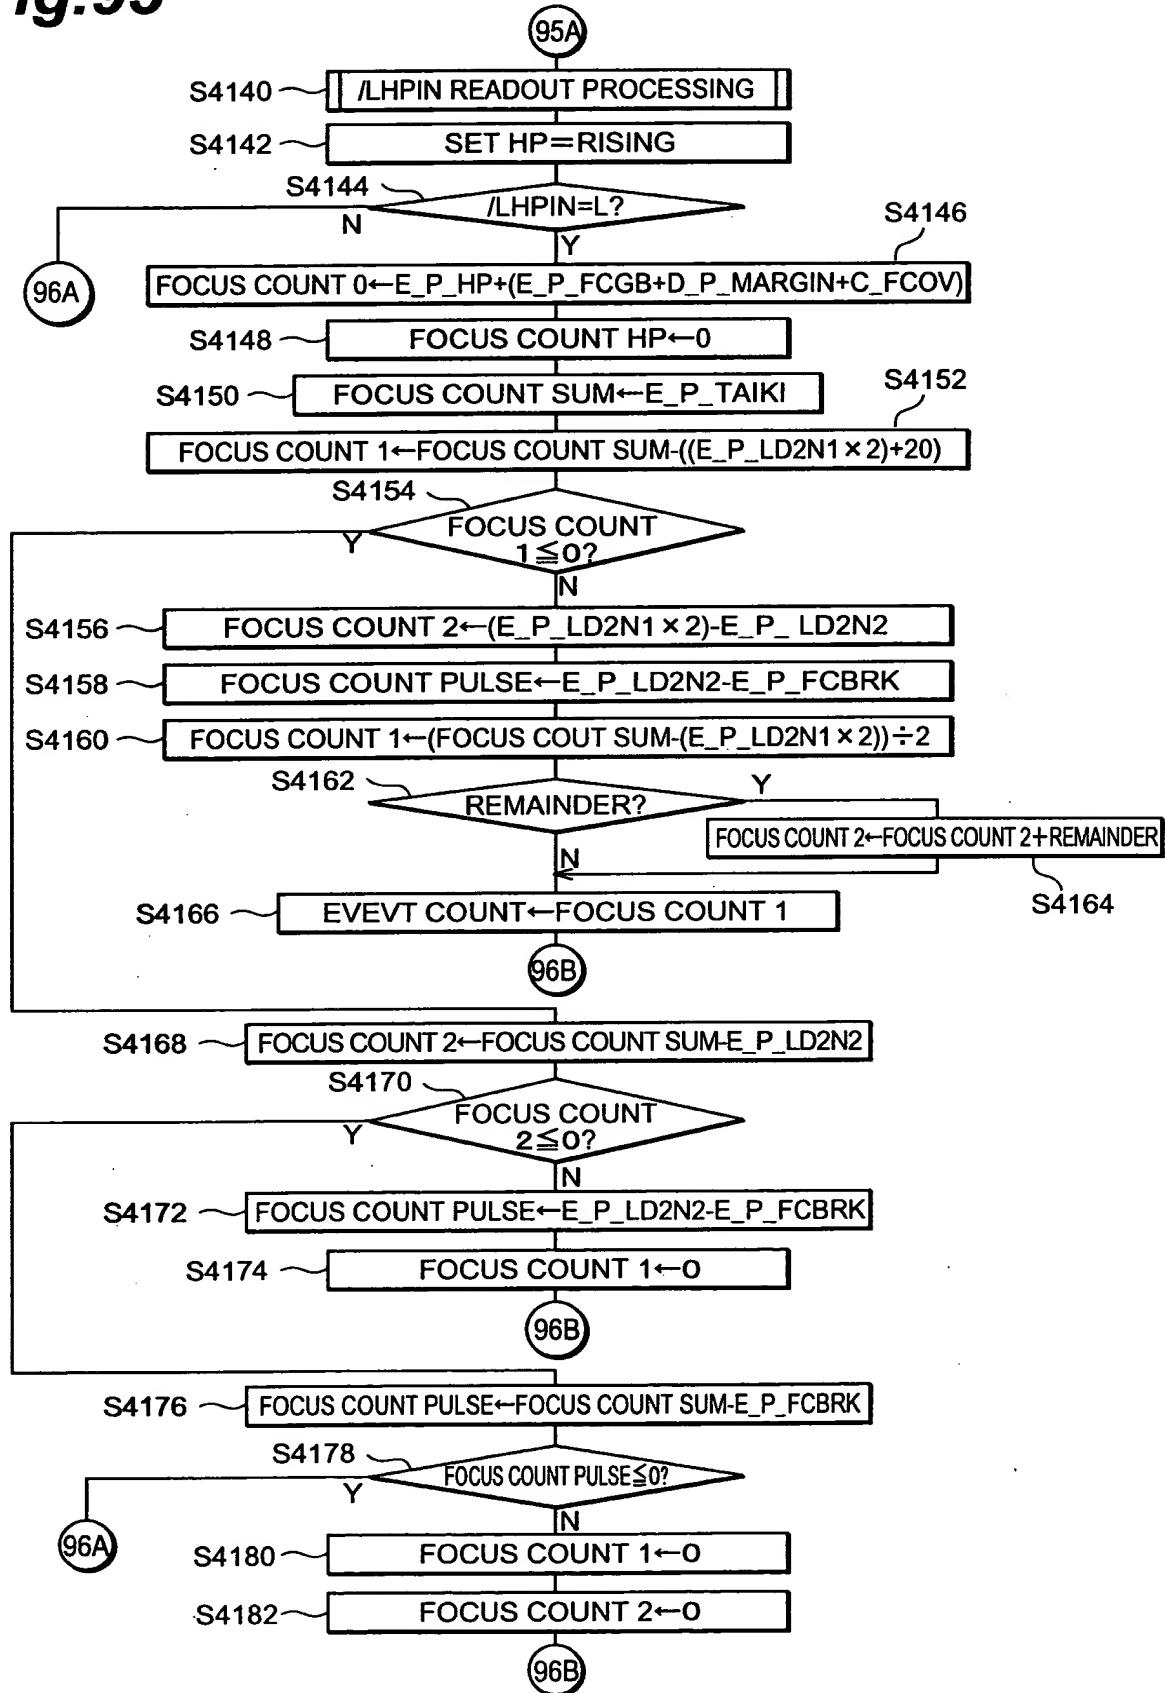 ig.95
95A
S4140
/LHPIN READOUT PROCESSING
S4142
SET HP=RISING
S4144
/LHPIN=L?
N
Y
96A
S4146
FOCUS COUNT 0←E_P_HP+(E_P_FCGB+D_P_MARGIN+C_FCOV)
S4148
FOCUS COUNT HP←0
S4150
FOCUS COUNT SUM←E_P_TAIKI
S4152
FOCUS COUNT 1←FOCUS COUNT SUM-((E_P_LD2N1×2)+20)
S4154
FOCUS COUNT
1≦0?
Y
N
S4156
FOCUS COUNT 2←(E_P_LD2N1×2)-E_P_ LD2N2
S4158
FOCUS COUNT PULSE←E_P_LD2N2-E_P_FCBRK
S4160
FOCUS COUNT 1←(FOCUS COUT SUM-(E_P_LD2N1×2))÷2
S4162
REMAINDER?
Y
N
FOCUS COUNT 2←FOCUS COUNT 2+REMAINDER
S4164
S4166
EVEVT COUNT←FOCUS COUNT 1
96B
S4168
FOCUS COUNT 2←FOCUS COUNT SUM-E_P_LD2N2
S4170
FOCUS COUNT
2≦0?
Y
N
S4172
FOCUS COUNT PULSE←E_P_LD2N2-E_P_FCBRK
S4174
FOCUS COUNT 1←0
96B
S4176
FOCUS COUNT PULSE←FOCUS COUNT SUM-E_P_FCBRK
S4178
FOCUS COUNT PULSE≦0?
Y
N
96A
S4180
FOCUS COUNT 1←0
S4182
FOCUS COUNT 2←0
96B